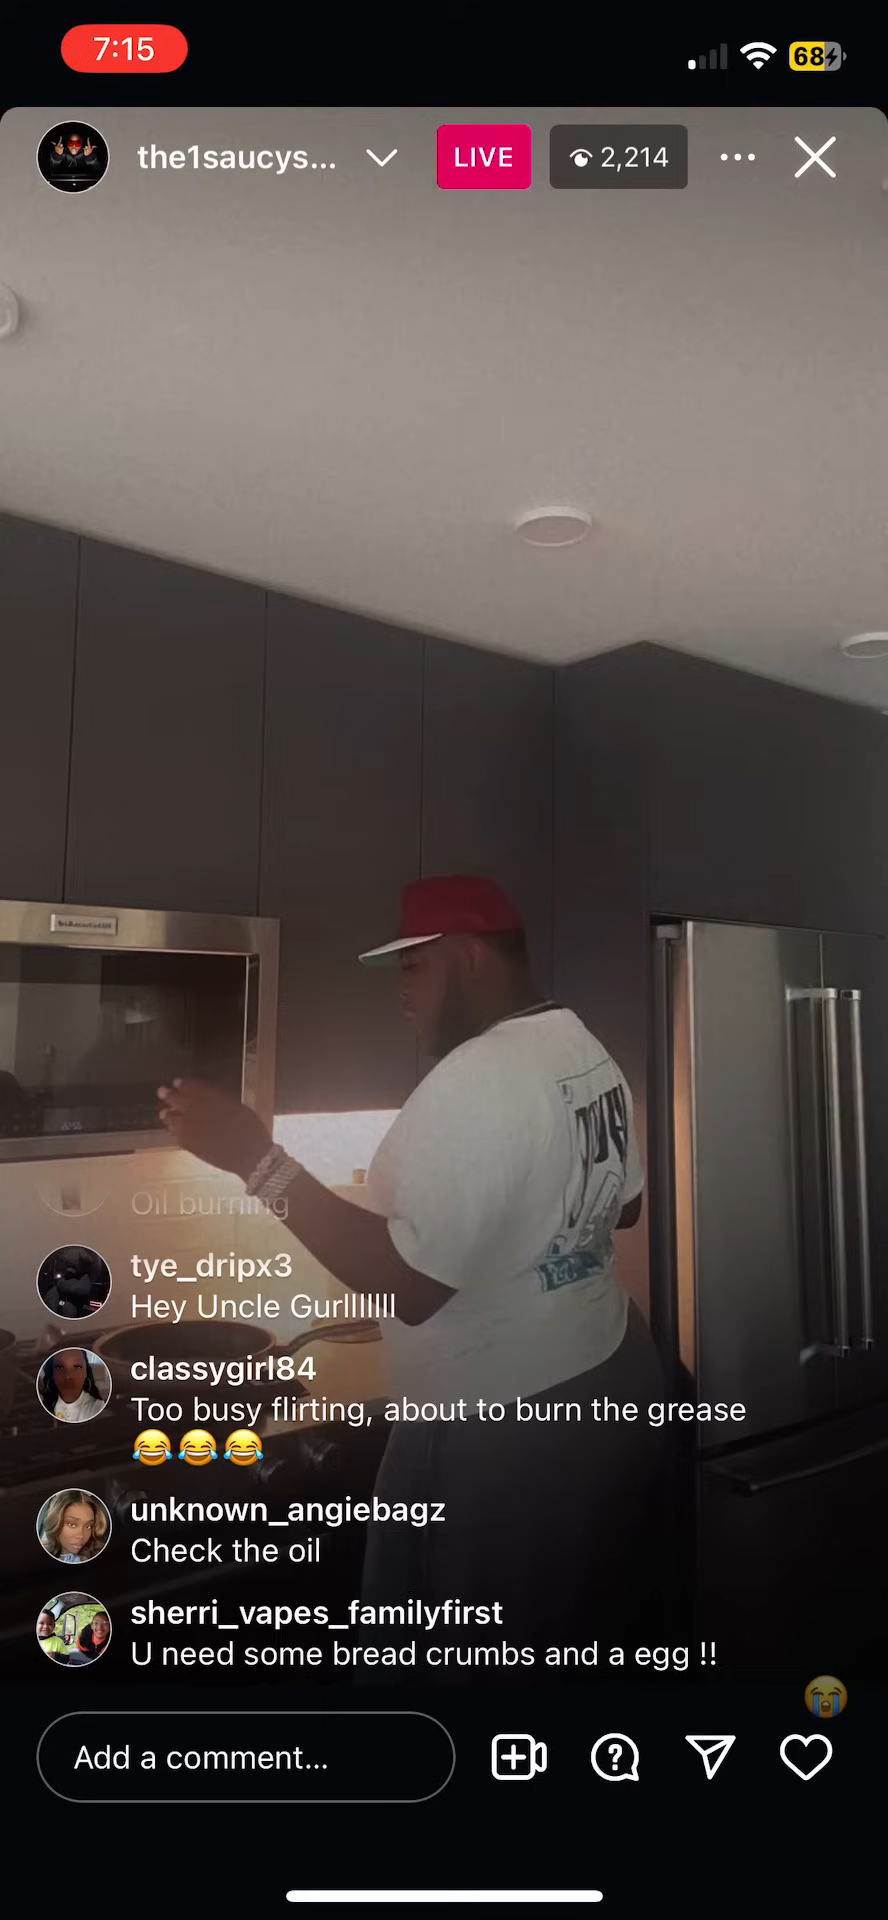 7:15
68
the1saucys...
LIVE
2,214
Oil burning
tye_dripx3
Hey Uncle Gurlllllll
classygirl84
Too busy flirting, about to burn the grease
😂😂😂
unknown_angiebagz
Check the oil
sherri_vapes_familyfirst
U need some bread crumbs and a egg !!
Add a comment...